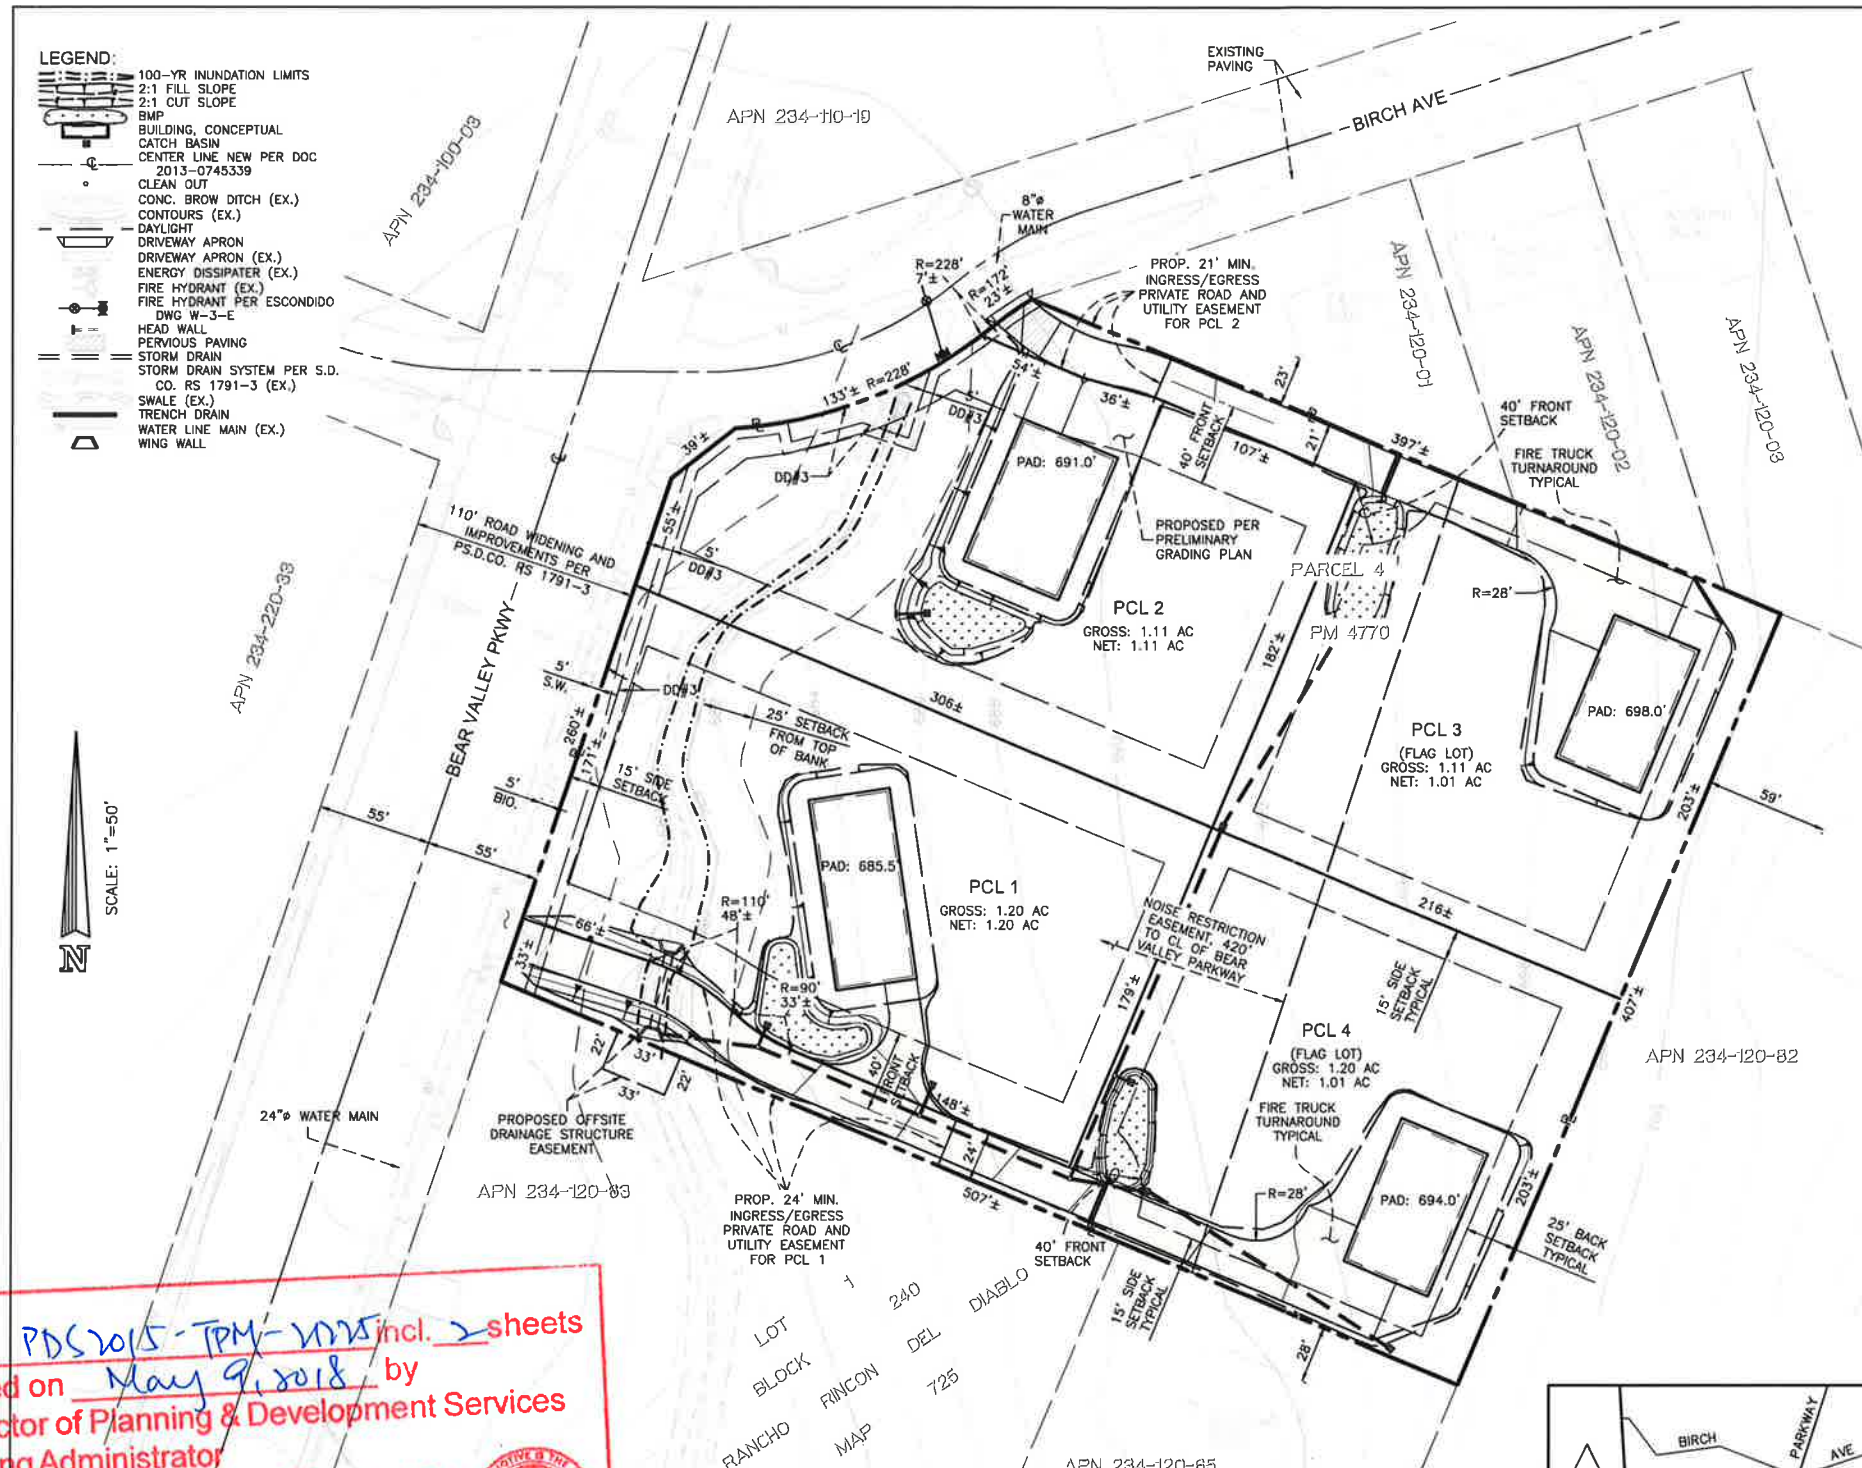 LEGEND:
100-YR INUNDATION LIMITS
2:1 FILL SLOPE
2:1 CUT SLOPE
BMP
BUILDING, CONCEPTUAL
CATCH BASIN
CENTER LINE NEW PER DOC
2013-0745339
CLEAN OUT
CONC. BROW DITCH (EX.)
CONTOURS (EX.)
DAYLIGHT
DRIVEWAY APRON
DRIVEWAY APRON (EX.)
ENERGY DISSIPATER (EX.)
FIRE HYDRANT (EX.)
FIRE HYDRANT PER ESCONDIDO
DWG W-3-E
HEAD WALL
PERVIOUS PAVING
STORM DRAIN
STORM DRAIN SYSTEM PER S.D.
CO. RS 1791-3 (EX.)
SWALE (EX.)
TRENCH DRAIN
WATER LINE MAIN (EX.)
WING WALL
APN 234-100-03
APN 234-110-19
EXISTING
PAVING
BIRCH AVE
8"ø
WATER
MAIN
R=228'
7'±
R=172'
23'±
PROP. 21' MIN.
INGRESS/EGRESS
PRIVATE ROAD AND
UTILITY EASEMENT
FOR PCL 2
APN 234-120-01
APN 234-120-02
APN 234-120-03
133'± R=228'
39'±
54'±
36'±
5'
DD#3
DD#3
23'
21'
397'±
40' FRONT
SETBACK
107'±
40' FRONT
SETBACK
FIRE TRUCK
TURNAROUND
TYPICAL
PAD: 691.0'
PROPOSED PER
PRELIMINARY
GRADING PLAN
PARCEL 4
PM 4770
R=28'
110' ROAD WIDENING AND
IMPROVEMENTS PER
PS.D.CO. RS 1791-3
55'±
5'
DD#3
PCL 2
GROSS: 1.11 AC
NET: 1.11 AC
182'±
APN 234-220-33
BEAR VALLEY PKWY
5'
S.W.
DD#3
306±
25' SETBACK
FROM TOP
OF BANK
260'±
171'±
15' SIDE
SETBACK
5'
BIO.
PCL 3
(FLAG LOT)
GROSS: 1.11 AC
NET: 1.01 AC
PAD: 698.0'
203'±
59'
55'
55'
SCALE: 1"=50'
N
PAD: 685.5'
PCL 1
GROSS: 1.20 AC
NET: 1.20 AC
R=110'
48'±
66'±
33'±
R=90'
33'±
NOISE RESTRICTION
EASEMENT, 420'
TO CL OF BEAR
VALLEY PARKWAY
216±
15' SIDE
SETBACK
TYPICAL
179'±
407'±
PCL 4
(FLAG LOT)
GROSS: 1.20 AC
NET: 1.01 AC
APN 234-120-82
22'
33'
33'
22'
40'
FRONT
SETBACK
148'±
24'
FIRE TRUCK
TURNAROUND
TYPICAL
24"ø WATER MAIN
PROPOSED OFFSITE
DRAINAGE STRUCTURE
EASEMENT
APN 234-120-83
PROP. 24' MIN.
INGRESS/EGRESS
PRIVATE ROAD AND
UTILITY EASEMENT
FOR PCL 1
507'±
40' FRONT
SETBACK
R=28'
PAD: 694.0'
203'±
25' BACK
SETBACK
TYPICAL
15' SIDE
SETBACK
TYPICAL
28'
LOT 1
BLOCK 240
RANCHO RINCON DEL DIABLO
MAP 725
incl. 2 sheets
ed on May 9, 2018 by
ctor of Planning & Development Services
ng Administrator
APN 234-120-65
BIRCH
PARKWAY
AVE